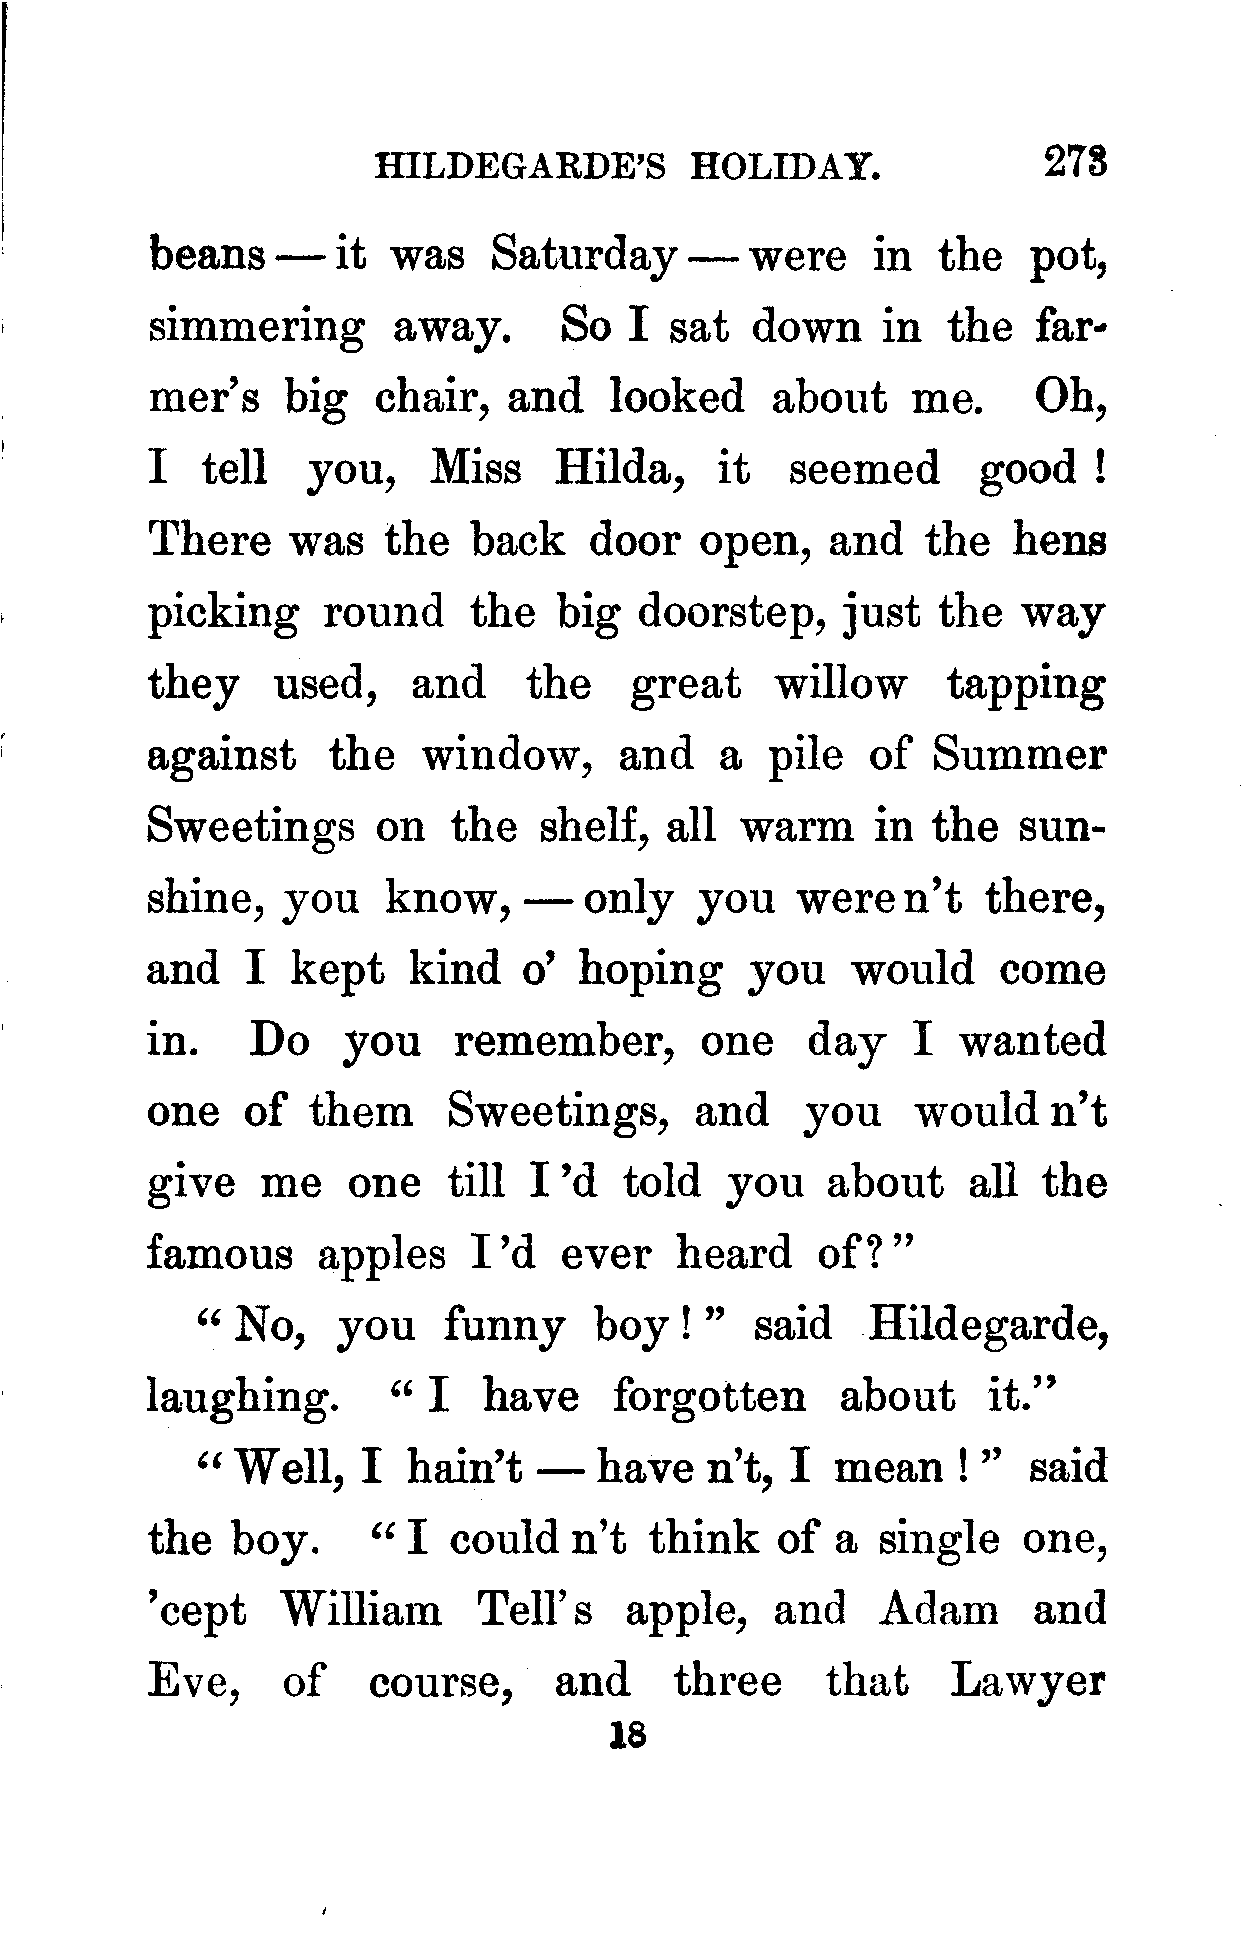 HILDEGARDE'S HOLIDAY. 273
beans — it was Saturday — were in the pot,
simmering away. So I sat down in the far-
mer's big chair, and looked about me. Oh,
I tell you, Miss Hilda, it seemed good !
There was the back door open, and the hens
picking round the big doorstep, just the way
they used, and the great willow tapping
against the window, and a pile of Summer
Sweetings on the shelf, all warm in the sun-
shine, you know, — only you were n't there,
and I kept kind o' hoping you would come
in. Do you remember, one day I wanted
one of them Sweetings, and you would n't
give me one till I 'd told you about all the
famous apples I 'd ever heard of? "
" No, you funny boy ! " said Hildegarde,
laughing. " I have forgotten about it."
" Well, I hain't — have n't, I mean ! " said
the boy. " I could n't think of a single one,
'cept William Tell's apple, and Adam and
Eve, of course, and three that Lawyer
18